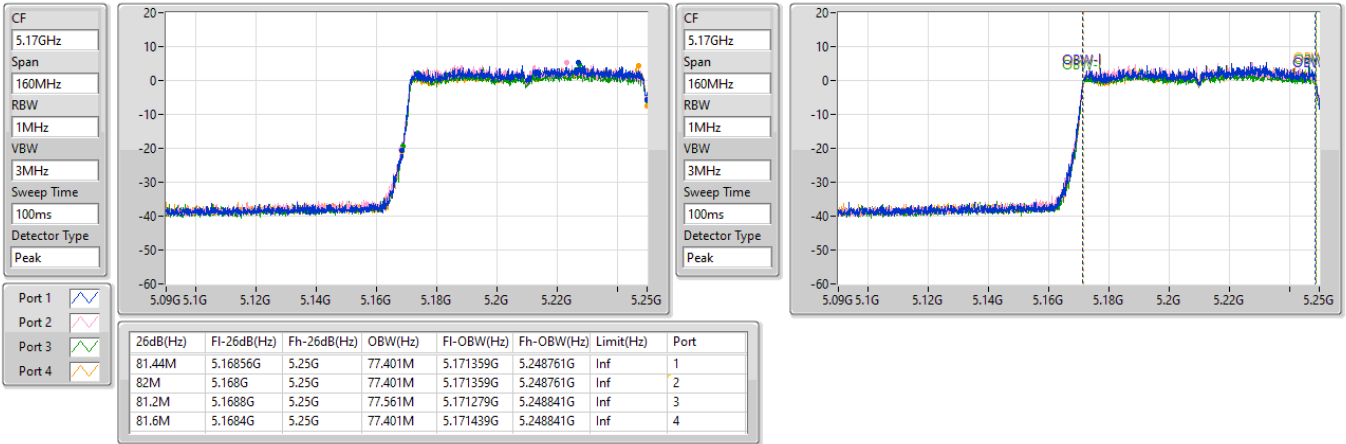 CF
5.17GHz
Span
160MHz
RBW
1MHz
VBW
3MHz
Sweep Time
100ms
Detector Type
Peak
20
10
0
-10
-20
-30
-40
-50
-60
5.09G 5.1G 5.12G 5.14G 5.16G 5.18G 5.2G 5.22G 5.25G
CF
5.17GHz
Span
160MHz
RBW
1MHz
VBW
3MHz
Sweep Time
100ms
Detector Type
Peak
20
10
0
-10
-20
-30
-40
-50
-60
OBW-l
OBW
5.09G 5.1G 5.12G 5.14G 5.16G 5.18G 5.2G 5.22G 5.25G
Port 1
Port 2
Port 3
Port 4
26dB(Hz) Fl-26dB(Hz) Fh-26dB(Hz) OBW(Hz) Fl-OBW(Hz) Fh-OBW(Hz) Limit(Hz) Port
81.44M 5.16856G 5.25G 77.401M 5.171359G 5.248761G Inf 1
82M 5.168G 5.25G 77.401M 5.171359G 5.248761G Inf 2
81.2M 5.1688G 5.25G 77.561M 5.171279G 5.248841G Inf 3
81.6M 5.1684G 5.25G 77.401M 5.171439G 5.248841G Inf 4